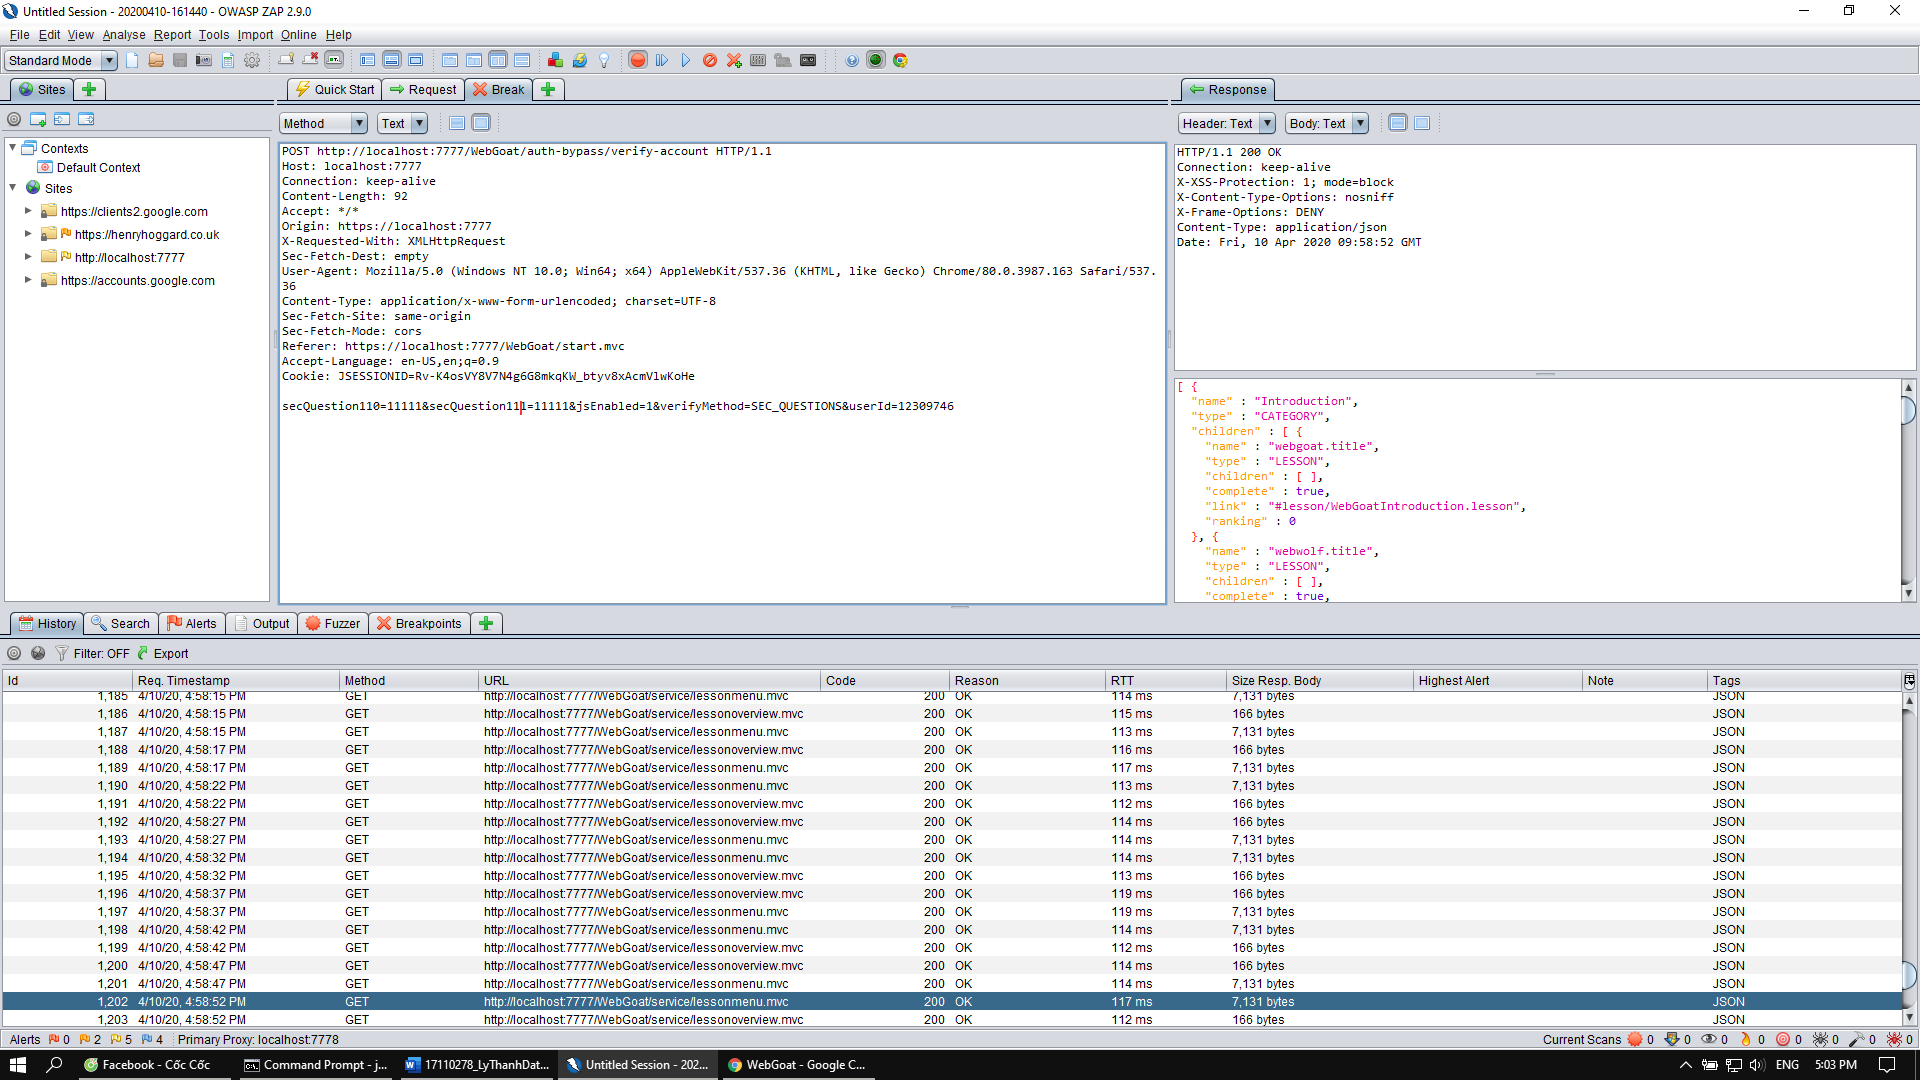 Untitled Session - 20200410-161440 - OWASP ZAP 2.9.0
File Edit View Analyse Report Tools Import Online Help
Standard Mode
Sites
Quick Start
Request
Break
Response
Method
Text
Header: Text
Body: Text
Contexts
Default Context
Sites
https://clients2.google.com
https://henryhoggard.co.uk
http://localhost:7777
https://accounts.google.com
POST http://localhost:7777/WebGoat/auth-bypass/verify-account HTTP/1.1
Host: localhost:7777
Connection: keep-alive
Content-Length: 92
Accept: */*
Origin: https://localhost:7777
X-Requested-With: XMLHttpRequest
Sec-Fetch-Dest: empty
User-Agent: Mozilla/5.0 (Windows NT 10.0; Win64; x64) AppleWebKit/537.36 (KHTML, like Gecko) Chrome/80.0.3987.163 Safari/537.
36
Content-Type: application/x-www-form-urlencoded; charset=UTF-8
Sec-Fetch-Site: same-origin
Sec-Fetch-Mode: cors
Referer: https://localhost:7777/WebGoat/start.mvc
Accept-Language: en-US,en;q=0.9
Cookie: JSESSIONID=Rv-K4osVY8V7N4g6G8mkqKW_btyv8xAcmVlwKoHe
secQuestion110=11111&secQuestion111=11111&jsEnabled=1&verifyMethod=SEC_QUESTIONS&userId=12309746
HTTP/1.1 200 OK
Connection: keep-alive
X-XSS-Protection: 1; mode=block
X-Content-Type-Options: nosniff
X-Frame-Options: DENY
Content-Type: application/json
Date: Fri, 10 Apr 2020 09:58:52 GMT
[ {
"name" : "Introduction",
"type" : "CATEGORY",
"children" : [ {
"name" : "webgoat.title",
"type" : "LESSON",
"children" : [ ],
"complete" : true,
"link" : "#lesson/WebGoatIntroduction.lesson",
"ranking" : 0
}, {
"name" : "webwolf.title",
"type" : "LESSON",
"children" : [ ],
"complete" : true,
History Search Alerts Output Fuzzer Breakpoints
Filter: OFF Export
Id Req. Timestamp Method URL Code Reason RTT Size Resp. Body Highest Alert Note Tags
1,185 4/10/20, 4:58:15 PM GET http://localhost:7777/WebGoat/service/lessonmenu.mvc 200 OK 114 ms 7,131 bytes JSON
1,186 4/10/20, 4:58:15 PM GET http://localhost:7777/WebGoat/service/lessonoverview.mvc 200 OK 115 ms 166 bytes JSON
1,187 4/10/20, 4:58:15 PM GET http://localhost:7777/WebGoat/service/lessonmenu.mvc 200 OK 113 ms 7,131 bytes JSON
1,188 4/10/20, 4:58:17 PM GET http://localhost:7777/WebGoat/service/lessonoverview.mvc 200 OK 116 ms 166 bytes JSON
1,189 4/10/20, 4:58:17 PM GET http://localhost:7777/WebGoat/service/lessonmenu.mvc 200 OK 117 ms 7,131 bytes JSON
1,190 4/10/20, 4:58:22 PM GET http://localhost:7777/WebGoat/service/lessonmenu.mvc 200 OK 113 ms 7,131 bytes JSON
1,191 4/10/20, 4:58:22 PM GET http://localhost:7777/WebGoat/service/lessonoverview.mvc 200 OK 112 ms 166 bytes JSON
1,192 4/10/20, 4:58:27 PM GET http://localhost:7777/WebGoat/service/lessonoverview.mvc 200 OK 114 ms 166 bytes JSON
1,193 4/10/20, 4:58:27 PM GET http://localhost:7777/WebGoat/service/lessonmenu.mvc 200 OK 114 ms 7,131 bytes JSON
1,194 4/10/20, 4:58:32 PM GET http://localhost:7777/WebGoat/service/lessonmenu.mvc 200 OK 114 ms 7,131 bytes JSON
1,195 4/10/20, 4:58:32 PM GET http://localhost:7777/WebGoat/service/lessonoverview.mvc 200 OK 113 ms 166 bytes JSON
1,196 4/10/20, 4:58:37 PM GET http://localhost:7777/WebGoat/service/lessonoverview.mvc 200 OK 119 ms 166 bytes JSON
1,197 4/10/20, 4:58:37 PM GET http://localhost:7777/WebGoat/service/lessonmenu.mvc 200 OK 119 ms 7,131 bytes JSON
1,198 4/10/20, 4:58:42 PM GET http://localhost:7777/WebGoat/service/lessonmenu.mvc 200 OK 114 ms 7,131 bytes JSON
1,199 4/10/20, 4:58:42 PM GET http://localhost:7777/WebGoat/service/lessonoverview.mvc 200 OK 112 ms 166 bytes JSON
1,200 4/10/20, 4:58:47 PM GET http://localhost:7777/WebGoat/service/lessonoverview.mvc 200 OK 114 ms 166 bytes JSON
1,201 4/10/20, 4:58:47 PM GET http://localhost:7777/WebGoat/service/lessonmenu.mvc 200 OK 114 ms 7,131 bytes JSON
1,202 4/10/20, 4:58:52 PM GET http://localhost:7777/WebGoat/service/lessonmenu.mvc 200 OK 117 ms 7,131 bytes JSON
1,203 4/10/20, 4:58:52 PM GET http://localhost:7777/WebGoat/service/lessonoverview.mvc 200 OK 112 ms 166 bytes JSON
Alerts 0 2 5 4 Primary Proxy: localhost:7778 Current Scans 0 0 0 0 0 0 0 0
Facebook - Cốc Cốc Command Prompt - j... 17110278_LyThanhDat... Untitled Session - 202... WebGoat - Google C... ENG 5:03 PM